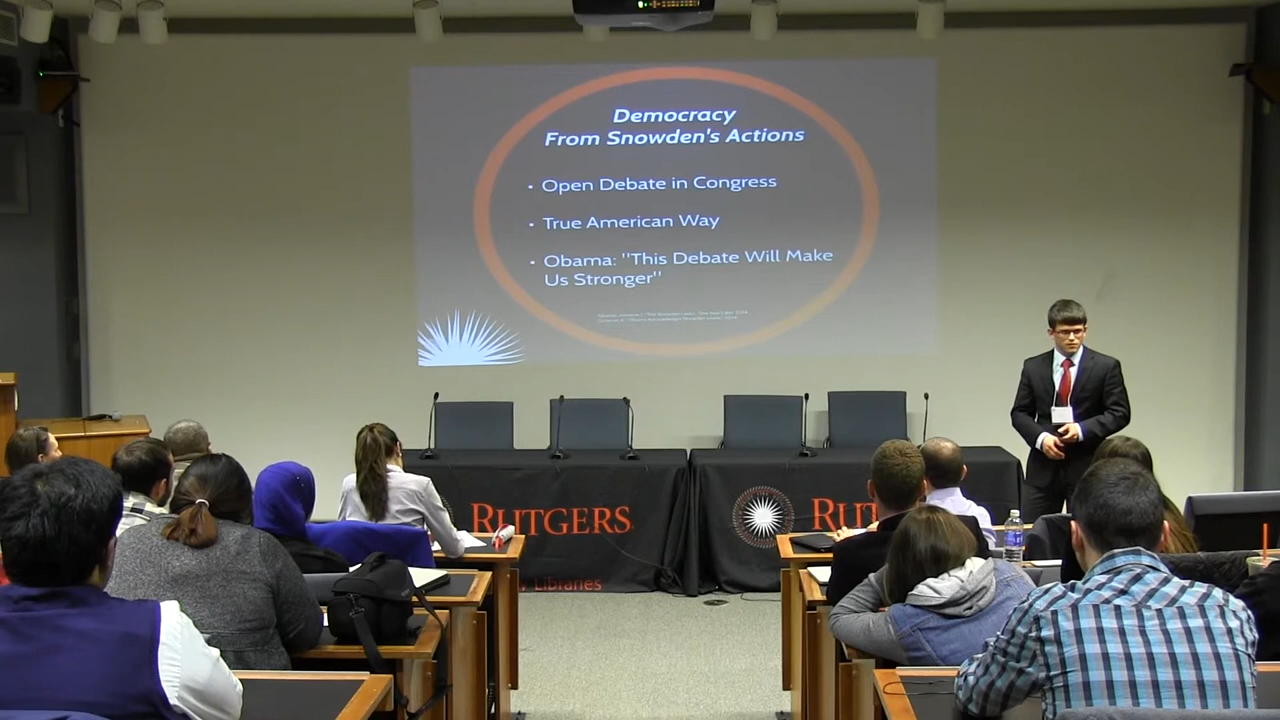 Democracy
From Snowden's Actions
• Open Debate in Congress
• True American Way
• Obama: "This Debate Will Make
Us Stronger"
RUTGERS
RU
Libraries